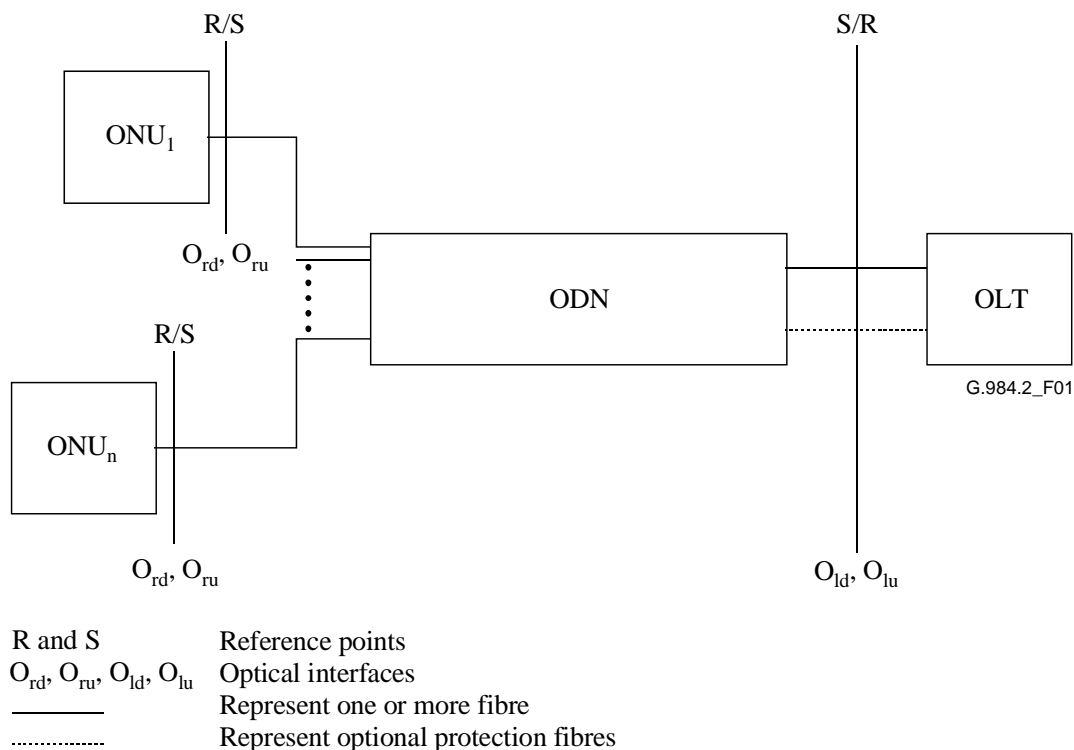 R/S
S/R
ONU₁
Oᵣd, Oᵣᵤ
ODN
OLT
R/S
G.984.2_F01
ONUₙ
Oᵣd, Oᵣᵤ
Oₗd, Oₗᵤ
R and S Reference points
Oᵣd, Oᵣᵤ, Oₗd, Oₗᵤ Optical interfaces
Represent one or more fibre
Represent optional protection fibres